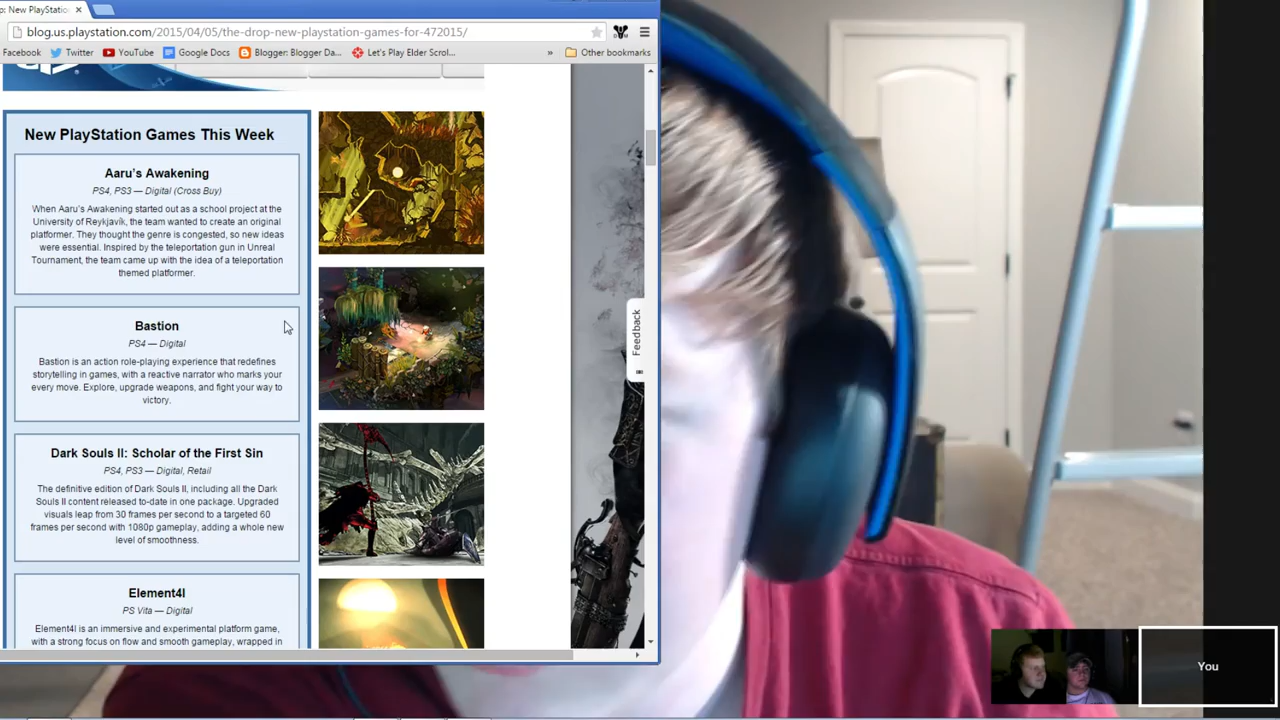 New PlayStatio
blog.us.playstation.com/2015/04/05/the-drop-new-playstation-games-for-472015/
Facebook Twitter YouTube Google Docs Blogger: Blogger Da... Let's Play Elder Scrol... » Other bookmarks
New PlayStation Games This Week
Aaru's Awakening
PS4, PS3 — Digital (Cross Buy)
When Aaru's Awakening started out as a school project at the
University of Reykjavík, the team wanted to create an original
platformer. They thought the genre is congested, so new ideas
were essential. Inspired by the teleportation gun in Unreal
Tournament, the team came up with the idea of a teleportation
themed platformer.
Bastion
PS4 — Digital
Bastion is an action role-playing experience that redefines
storytelling in games, with a reactive narrator who marks your
every move. Explore, upgrade weapons, and fight your way to
victory.
Dark Souls II: Scholar of the First Sin
PS4, PS3 — Digital, Retail
The definitive edition of Dark Souls II, including all the Dark
Souls II content released to-date in one package. Upgraded
visuals leap from 30 frames per second to a targeted 60
frames per second with 1080p gameplay, adding a whole new
level of smoothness.
Element4l
PS Vita — Digital
Element4l is an immersive and experimental platform game,
with a strong focus on flow and smooth gameplay, wrapped in
Feedback
You